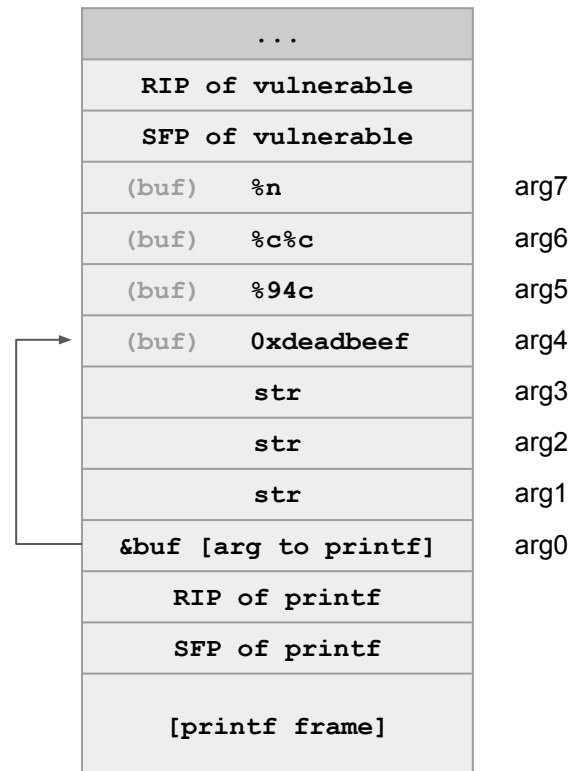 ...
RIP of vulnerable
SFP of vulnerable
(buf) %n arg7
(buf) %c%c arg6
(buf) %94c arg5
(buf) 0xdeadbeef arg4
str arg3
str arg2
str arg1
&buf [arg to printf] arg0
RIP of printf
SFP of printf
[printf frame]